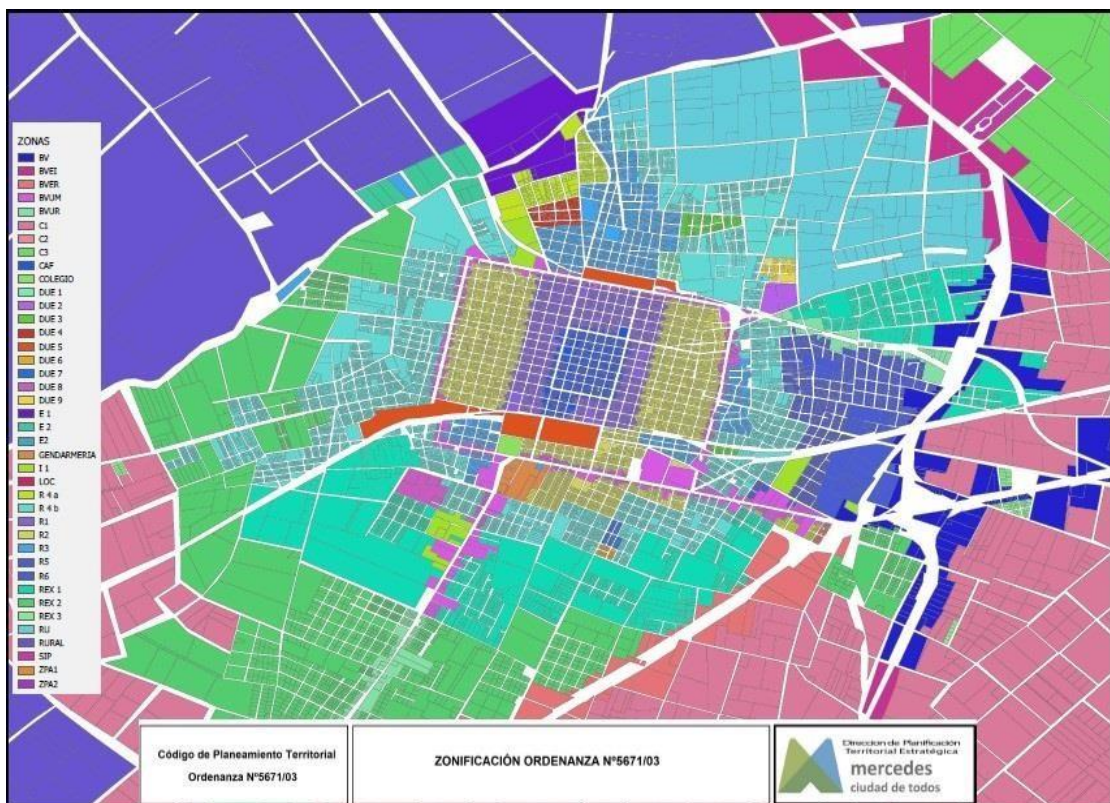 ZONAS
BV
BVEI
BVER
BVUM
BVUR
C1
C2
C3
CAF
COLEGIO
DUE 1
DUE 2
DUE 3
DUE 4
DUE 5
DUE 6
DUE 7
DUE 8
DUE 9
E 1
E 2
E2
GENDARMERIA
I 1
LOC
R 4 a
R 4 b
R1
R2
R3
R5
R6
REX 1
REX 2
REX 3
RU
RURAL
SIP
ZPA1
ZPA2
Código de Planeamiento Territorial
Ordenanza Nº5671/03
ZONIFICACIÓN ORDENANZA Nº5671/03
Direccion de Planificación
Territorial Estratégica
mercedes
ciudad de todos